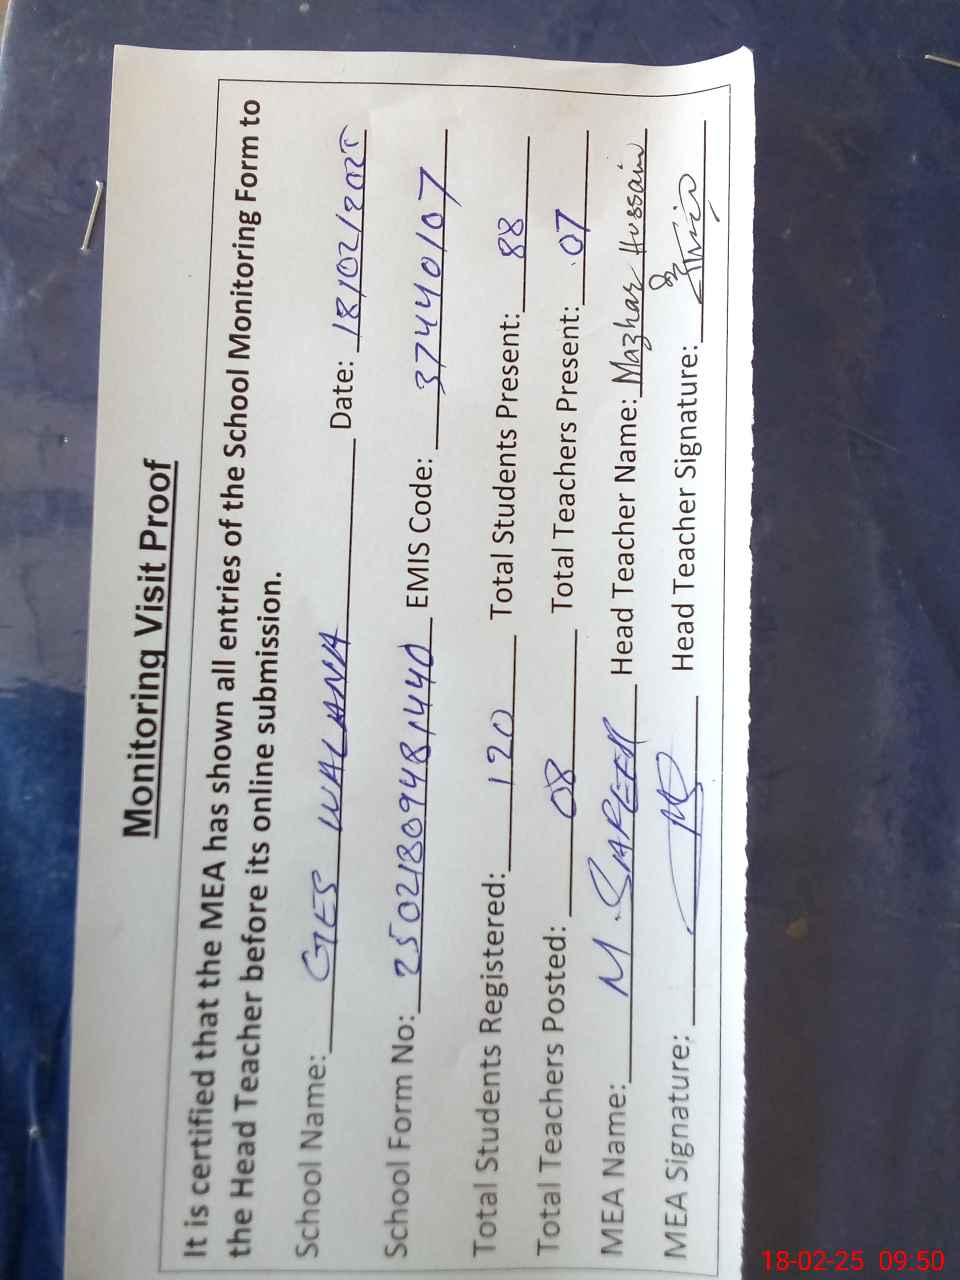 Monitoring Visit Proof
It is certified that the MEA has shown all entries of the School Monitoring Form to
the Head Teacher before its online submission.
School Name: GES WALANA Date: 18/02/2025
School Form No: 25021809481440 EMIS Code: 37440107
Total Students Registered: 120 Total Students Present: 88
Total Teachers Posted: 08 Total Teachers Present: 07
MEA Name: M. SAFEER Head Teacher Name: Mazhar Hussain
MEA Signature: Head Teacher Signature:
18-02-25 09:50